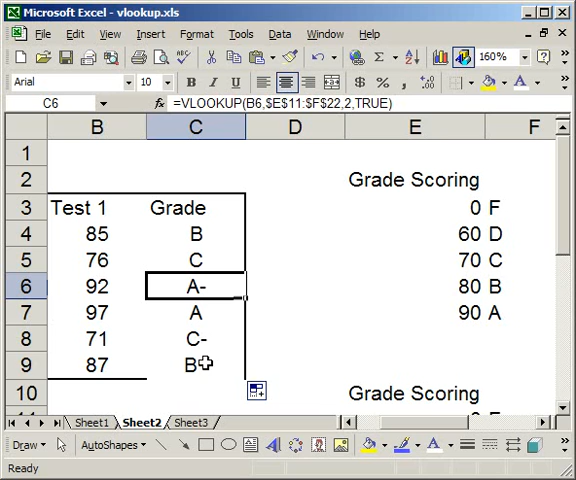 Microsoft Excel - vlookup.xls
File Edit View Insert Format Tools Data Window Help
160%
Arial 10 B I U $ % ,
C6 fx =VLOOKUP(B6,$E$11:$F$22,2,TRUE)
B C D E F
1
2 Grade Scoring
3 Test 1 Grade 0 F
4 85 B 60 D
5 76 C 70 C
6 92 A- 80 B
7 97 A 90 A
8 71 C-
9 87 B
10 Grade Scoring
Sheet1 Sheet2 Sheet3
Draw AutoShapes
Ready